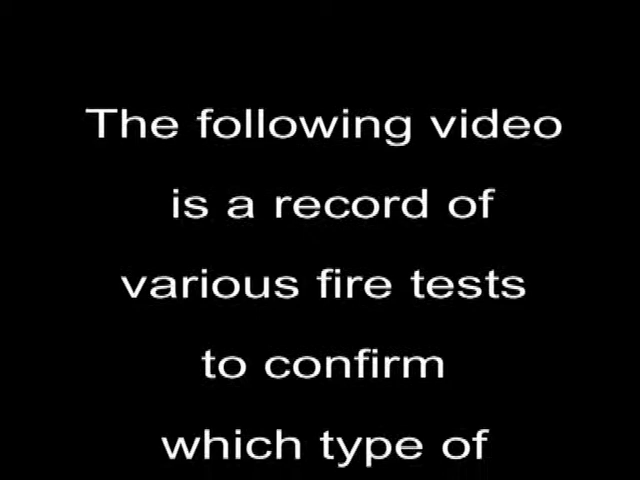 The following video
is a record of
various fire tests
to confirm
which type of